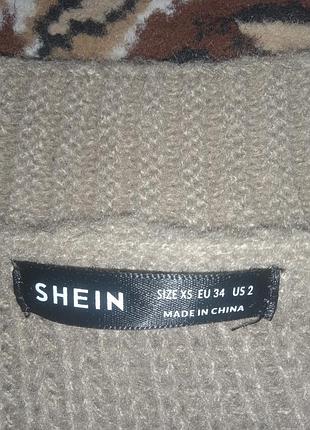 SHEIN
SIZE XS EU 34 US 2
MADE IN CHINA